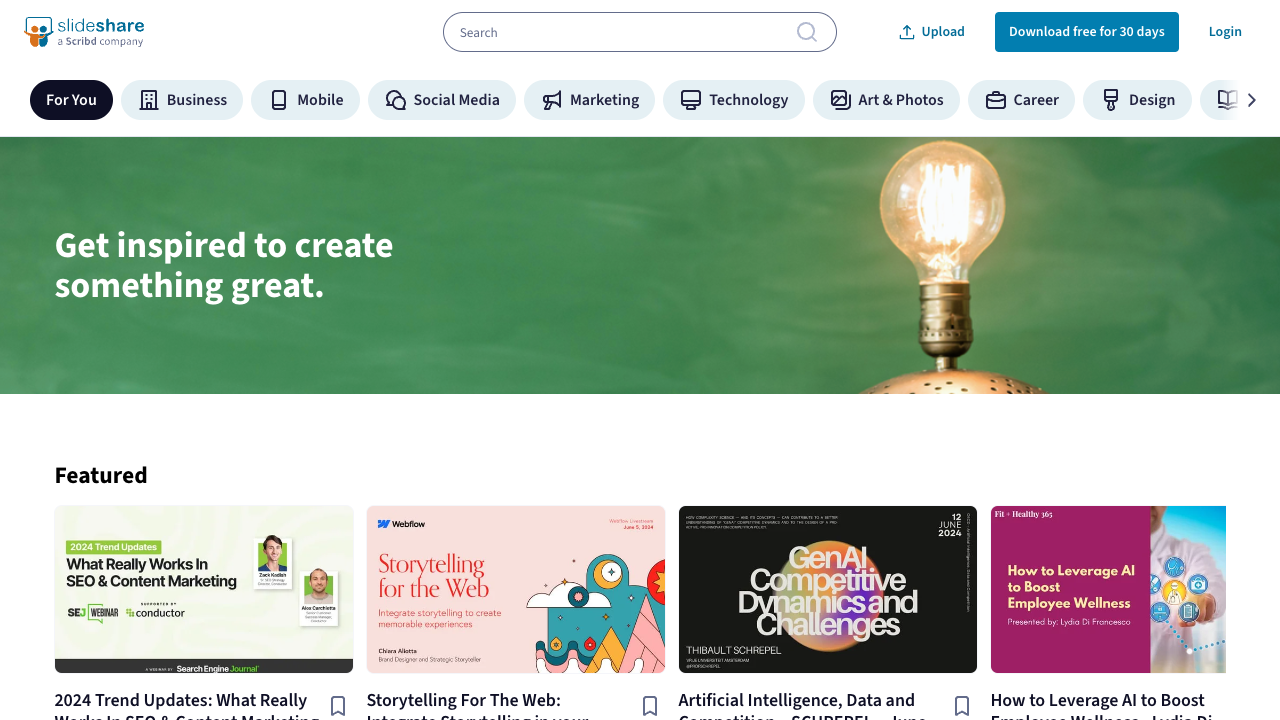 slideshare
a Scribd company
Search
Upload
Download free for 30 days
Login
For You
Business
Mobile
Social Media
Marketing
Technology
Art & Photos
Career
Design
Get inspired to create
something great.
Featured
2024 Trend Updates
What Really Works In
SEO & Content Marketing
Zack Kadish
Alex Carchietta
SEJ WEBINAR
SUPPORTED BY
conductor
A WEBINAR BY Search Engine Journal
Webflow
Webflow Livestream
June 5, 2024
Storytelling
for the Web
Integrate storytelling to create
memorable experiences
Chiara Aliotta
Brand Designer and Strategic Storyteller
12
JUNE
2024
GenAI
Competitive
Dynamics and
Challenges
THIBAULT SCHREPEL
VRIJE UNIVERSITEIT AMSTERDAM
@PROFSCHREPEL
Fit + Healthy 365
How to Leverage AI
to Boost
Employee Wellness
Presented by: Lydia Di Francesco
2024 Trend Updates: What Really
Works In SEO & Content Marketing
Storytelling For The Web:
Integrate Storytelling in your
Artificial Intelligence, Data and
Competition – SCHREPEL – June
How to Leverage AI to Boost
Employee Wellness - Lydia Di